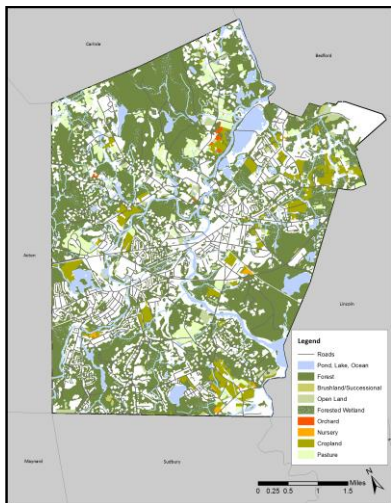 Carlisle
Bedford
Acton
Lincoln
Legend
Roads
Pond, Lake, Ocean
Forest
Brushland/Successional
Open Land
Forested Wetland
Orchard
Nursery
Cropland
Pasture
Maynard
Sudbury
0 0.25 0.5 1 1.5
Miles
N